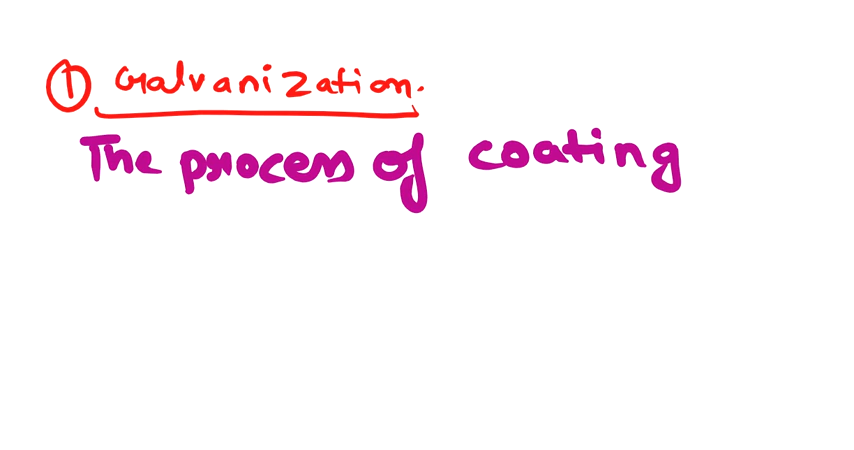 ① Galvanization.
The process of coating